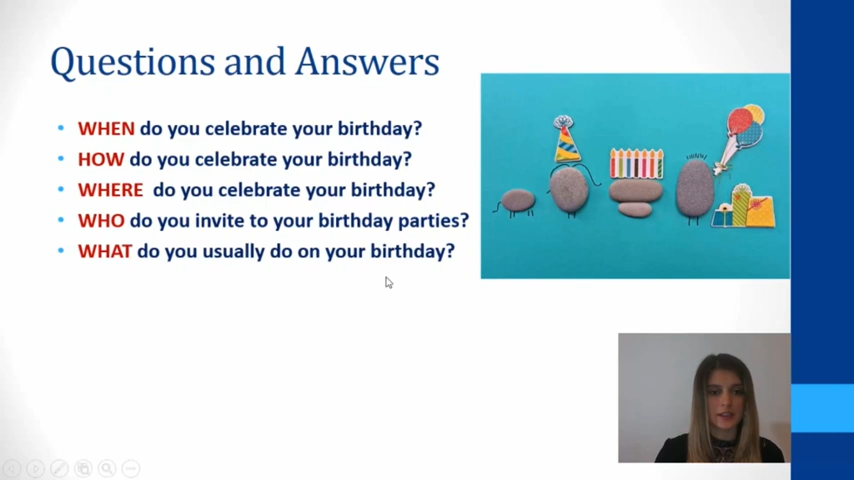 Questions and Answers
WHEN do you celebrate your birthday?
HOW do you celebrate your birthday?
WHERE do you celebrate your birthday?
WHO do you invite to your birthday parties?
WHAT do you usually do on your birthday?